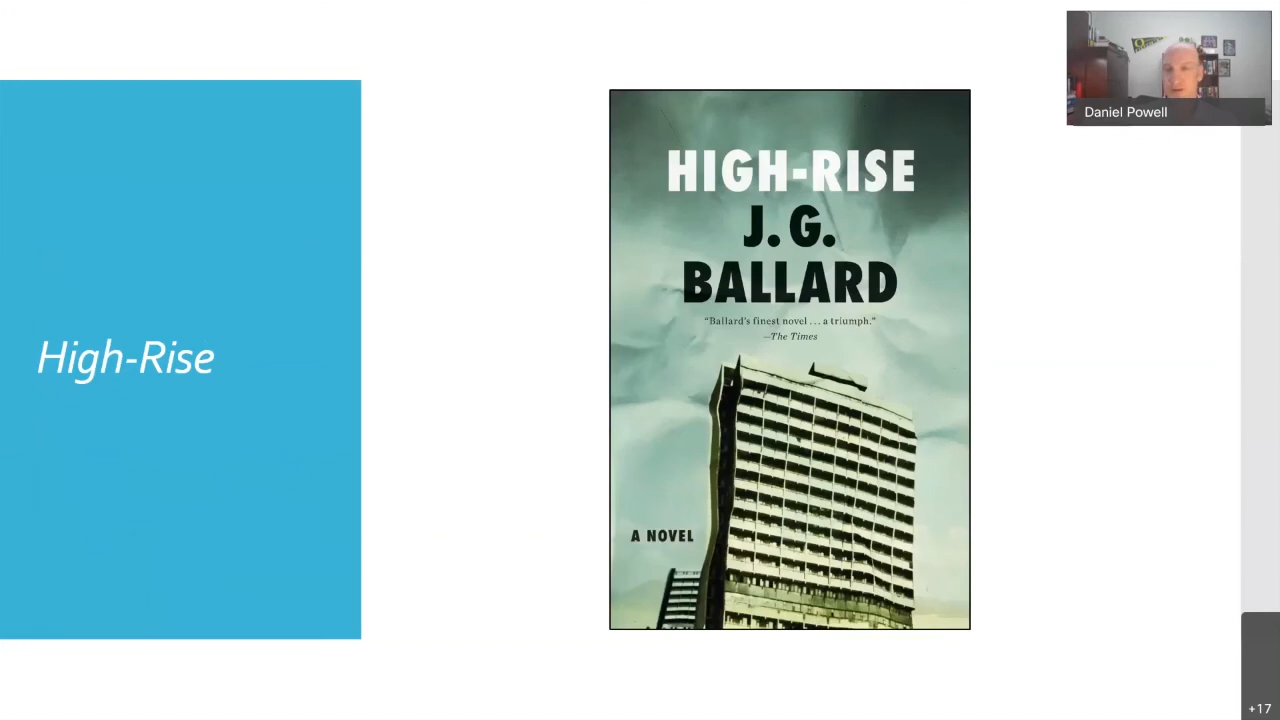 High-Rise
HIGH-RISE
J. G.
BALLARD
“Ballard's finest novel . . . a triumph.”
—The Times
A NOVEL
Daniel Powell
+17